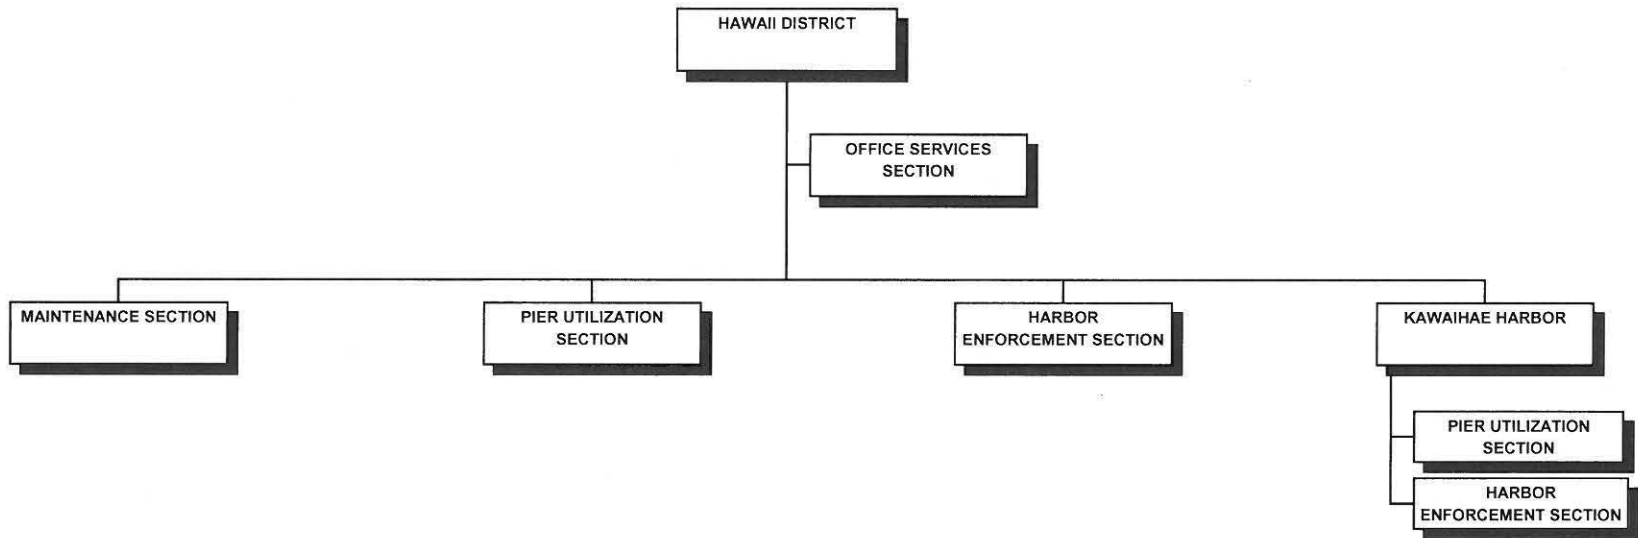 HAWAII DISTRICT
OFFICE SERVICES
SECTION
MAINTENANCE SECTION
PIER UTILIZATION
SECTION
HARBOR
ENFORCEMENT SECTION
KAWAIHAE HARBOR
PIER UTILIZATION
SECTION
HARBOR
ENFORCEMENT SECTION